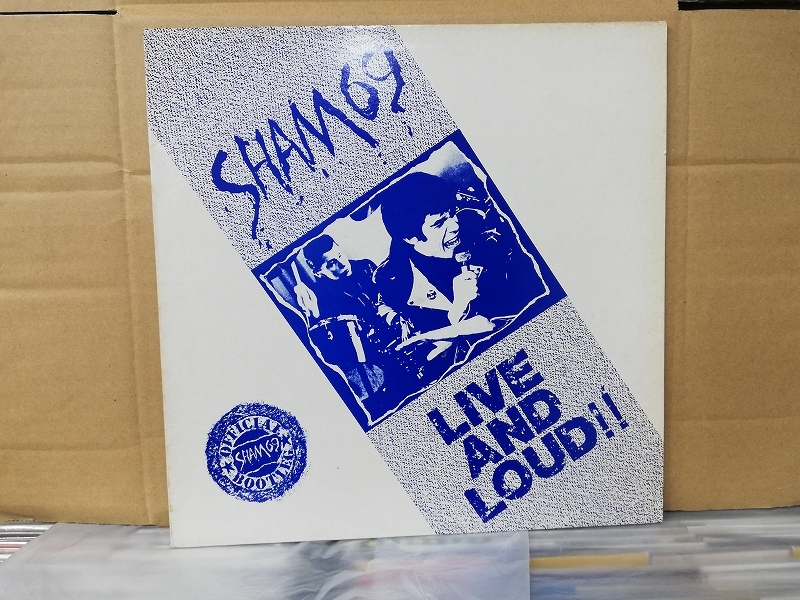 SHAM 69
LIVE
AND
LOUD!!
OFFICIAL
SHAM 69
BOOTLEG